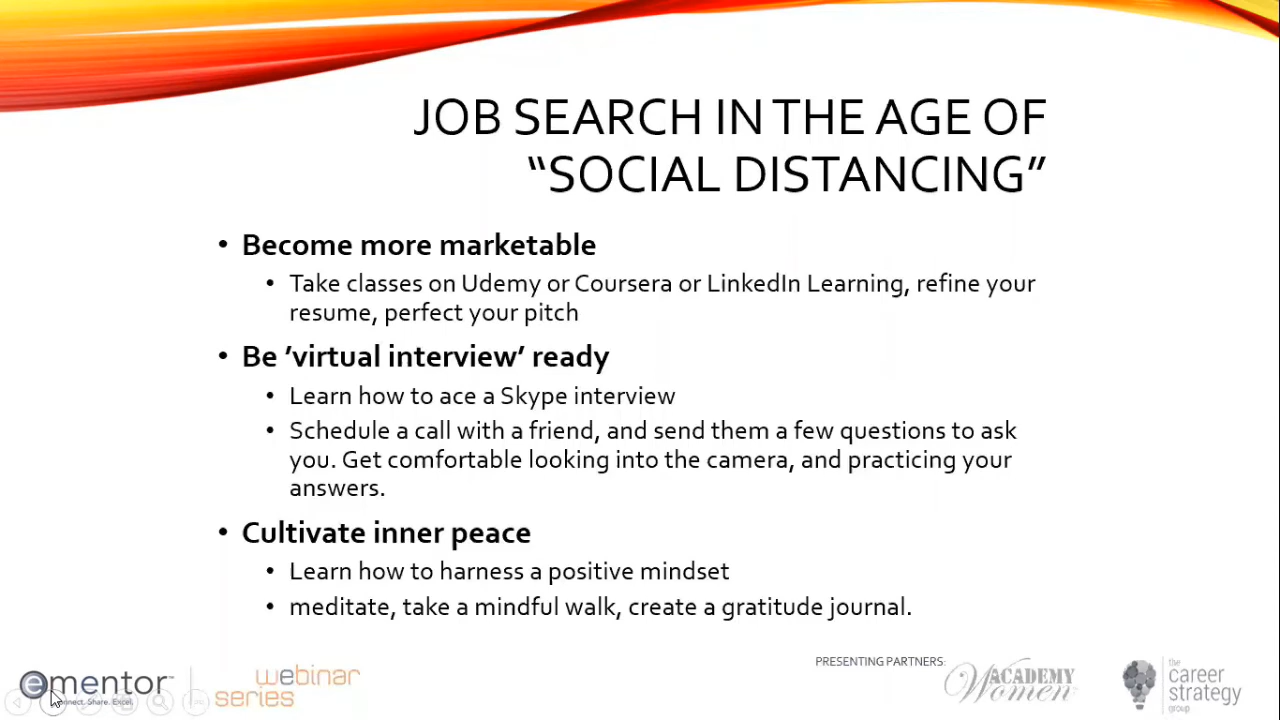 JOB SEARCH IN THE AGE OF
“SOCIAL DISTANCING”
• Become more marketable
• Take classes on Udemy or Coursera or LinkedIn Learning, refine your
resume, perfect your pitch
• Be ’virtual interview’ ready
• Learn how to ace a Skype interview
• Schedule a call with a friend, and send them a few questions to ask
you. Get comfortable looking into the camera, and practicing your
answers.
• Cultivate inner peace
• Learn how to harness a positive mindset
• meditate, take a mindful walk, create a gratitude journal.
ementor™
Connect. Share. Excel.
webinar
series
PRESENTING PARTNERS:
ACADEMY
Women
the
career
strategy
group